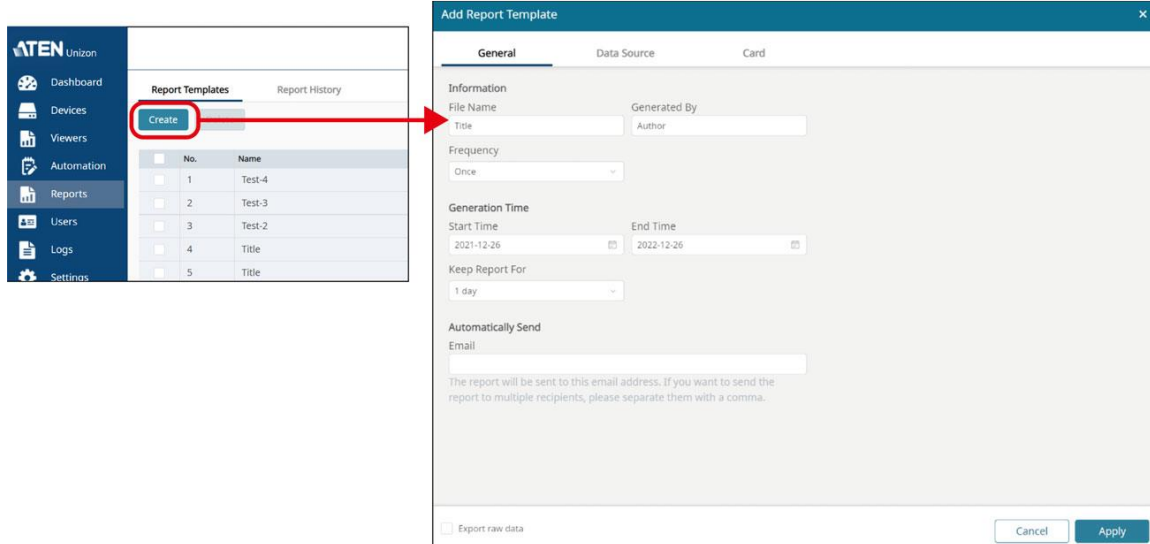 ATEN Unizon
Dashboard
Devices
Viewers
Automation
Reports
Users
Logs
Settings
Report Templates Report History
Create
No. Name
1 Test-4
2 Test-3
3 Test-2
4 Title
5 Title
Add Report Template
General Data Source Card
Information
File Name Generated By
Title Author
Frequency
Once
Generation Time
Start Time End Time
2021-12-26 2022-12-26
Keep Report For
1 day
Automatically Send
Email
The report will be sent to this email address. If you want to send the
report to multiple recipients, please separate them with a comma.
Export raw data
Cancel Apply